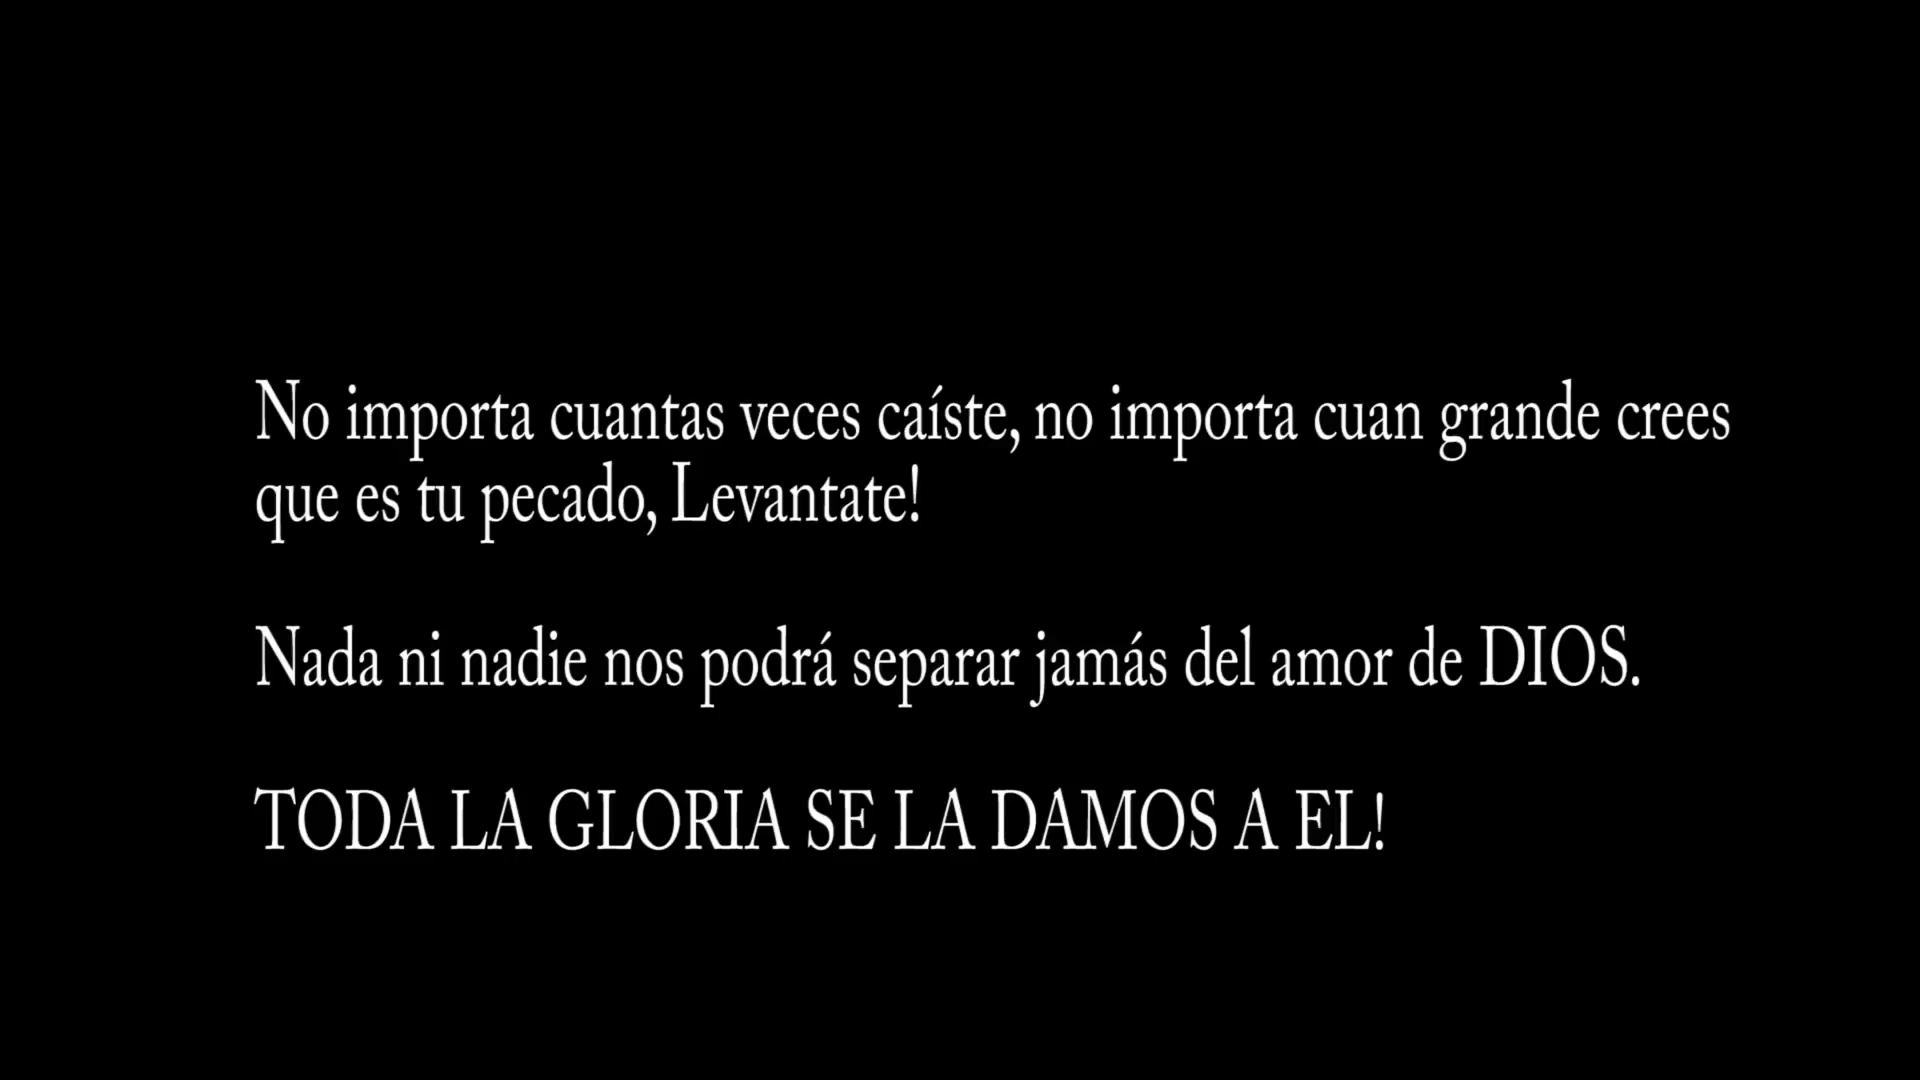 No importa cuantas veces caíste, no importa cuan grande crees
que es tu pecado, Levantate!
Nada ni nadie nos podrá separar jamás del amor de DIOS.
TODA LA GLORIA SE LA DAMOS A EL!